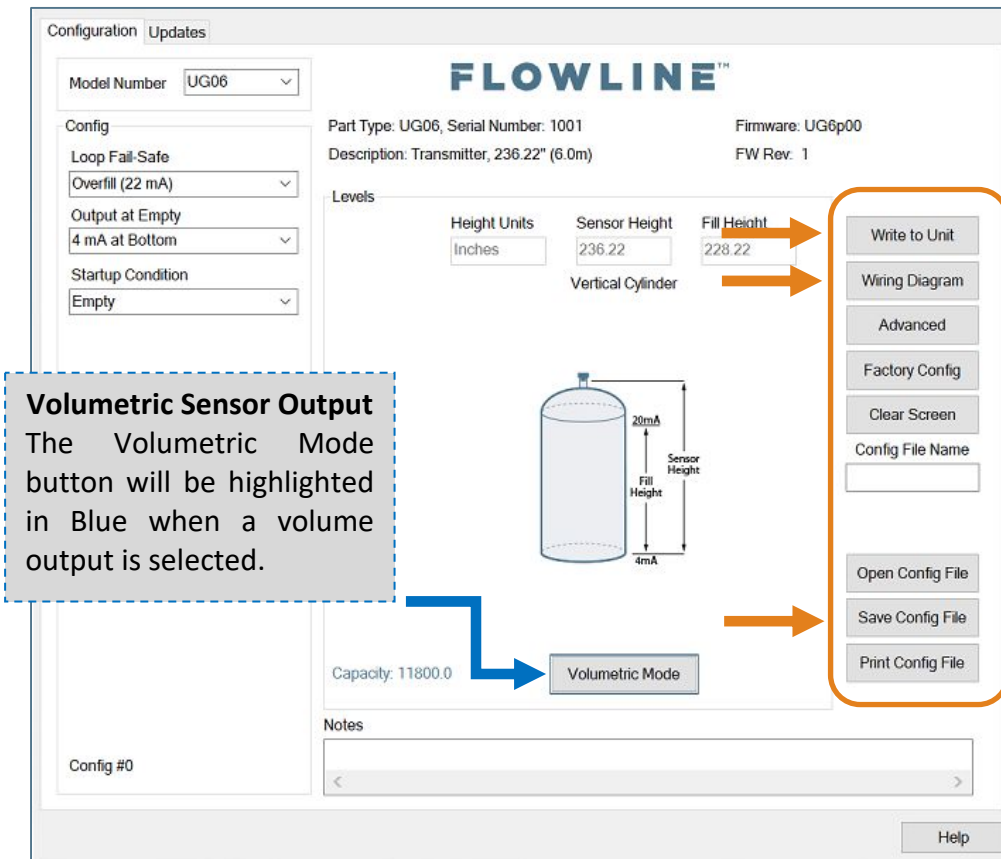 Configuration Updates
Model Number UG06
FLOWLINE™
Config
Loop Fail-Safe
Overfill (22 mA)
Output at Empty
4 mA at Bottom
Startup Condition
Empty
Part Type: UG06, Serial Number: 1001
Firmware: UG6p00
Description: Transmitter, 236.22" (6.0m)
FW Rev: 1
Levels
Height Units Sensor Height Fill Height
Inches 236.22 228.22
Vertical Cylinder
20mA
Sensor
Height
Fill
Height
4mA
Volumetric Sensor Output
The Volumetric Mode
button will be highlighted
in Blue when a volume
output is selected.
Capacity: 11800.0
Volumetric Mode
Write to Unit
Wiring Diagram
Advanced
Factory Config
Clear Screen
Config File Name
Open Config File
Save Config File
Print Config File
Notes
Config #0
Help